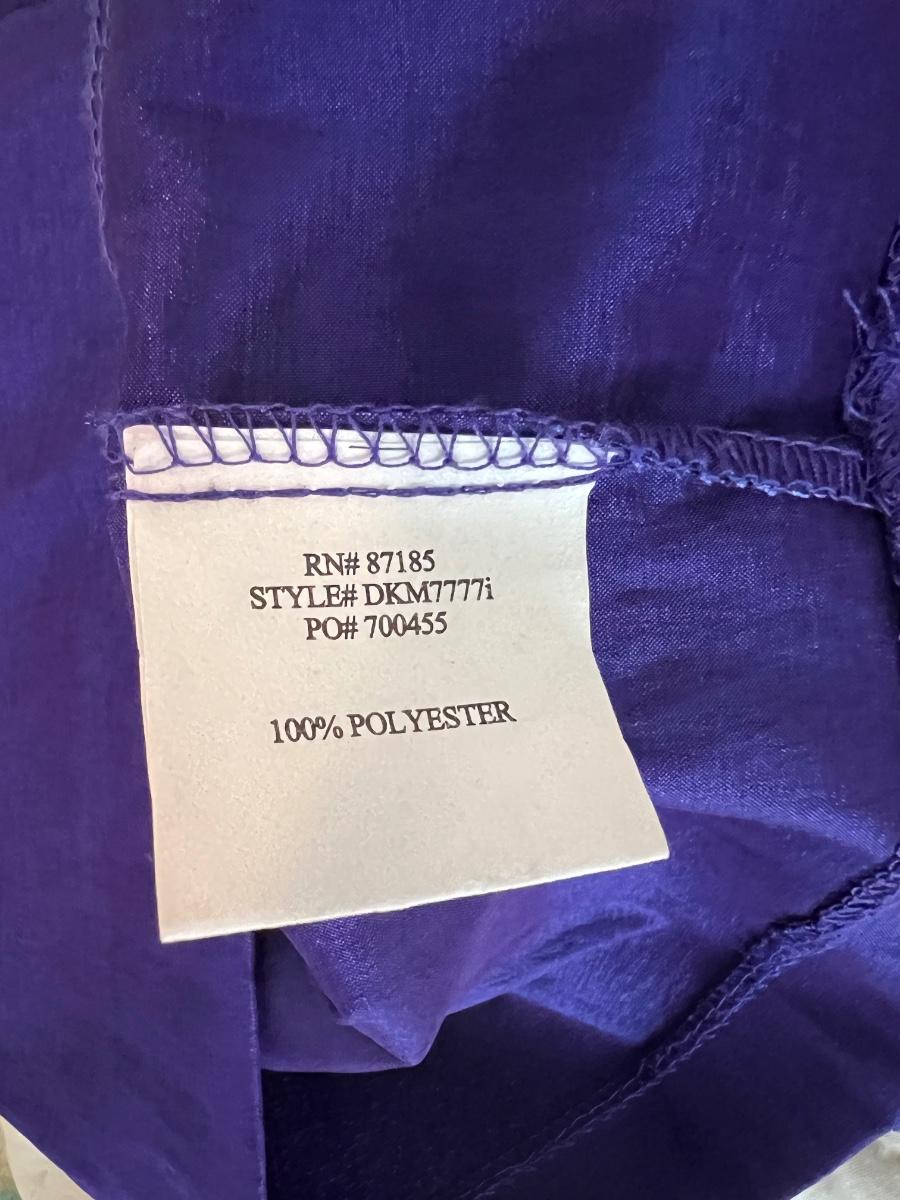 RN# 87185
STYLE# DKM7777i
PO# 700455
100% POLYESTER